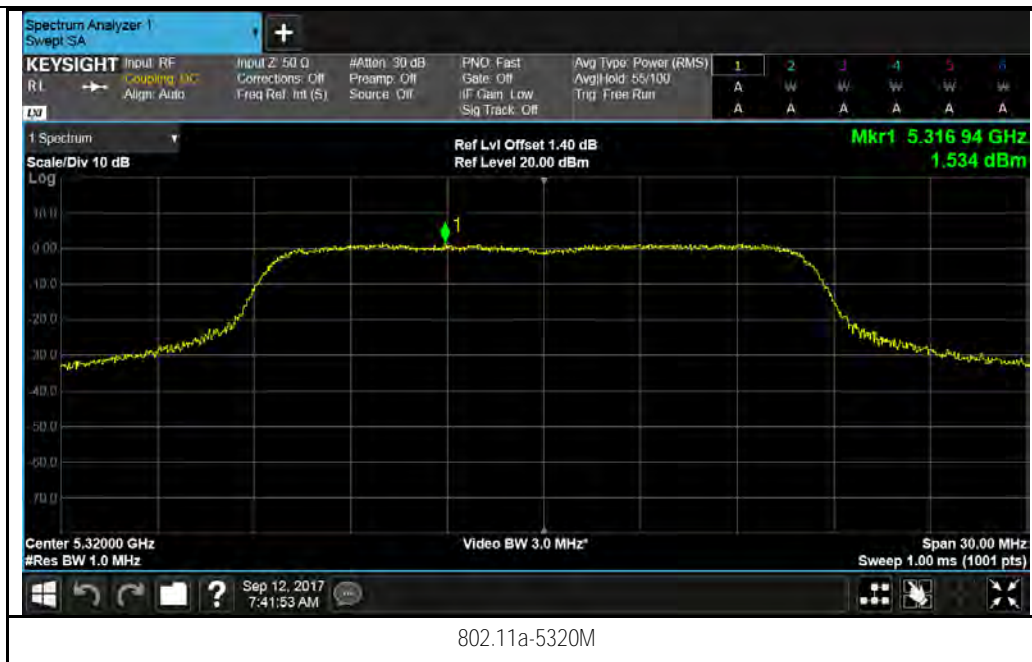 Spectrum Analyzer 1
Swept SA
+
KEYSIGHT Input: RF Input Z: 50 Ω #Atten: 30 dB PNO: Fast Avg Type: Power (RMS) 1 2 3 4 5 6
RL Coupling: DC Corrections: Off Preamp: Off Gate: Off Avg|Hold: 55/100 A W W W W W
Align: Auto Freq Ref: Int (S) Source: Off IF Gain: Low Trig: Free Run
LXI Sig Track: Off A A A A A A
1 Spectrum Ref Lvl Offset 1.40 dB Mkr1 5.316 94 GHz
Scale/Div 10 dB Ref Level 20.00 dBm 1.534 dBm
Log
10.0
1
0.00
-10.0
-20.0
-30.0
-40.0
-50.0
-60.0
-70.0
Center 5.32000 GHz Video BW 3.0 MHz* Span 30.00 MHz
#Res BW 1.0 MHz Sweep 1.00 ms (1001 pts)
? Sep 12, 2017
7:41:53 AM
802.11a-5320M